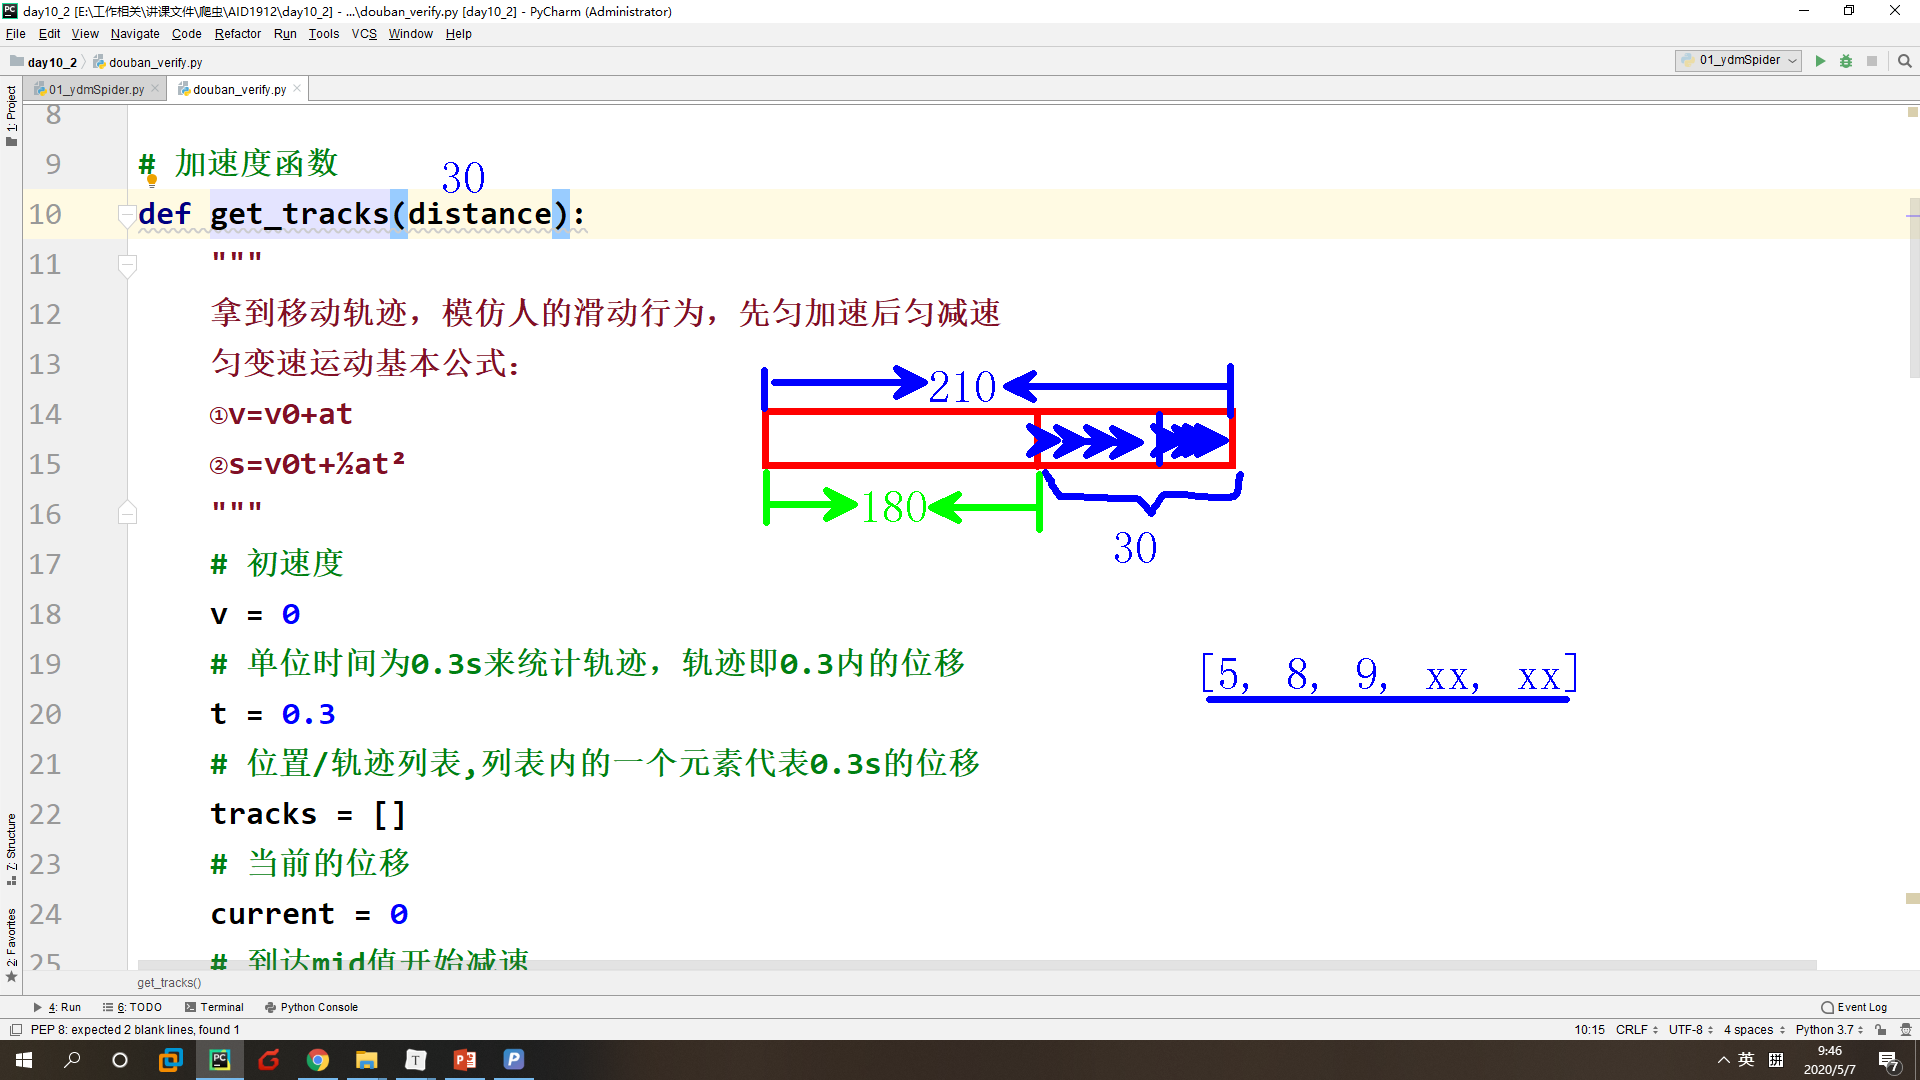 day10_2 [E:\工作相关\讲课文件\爬虫\AID1912\day10_2] - ...\douban_verify.py [day10_2] - PyCharm (Administrator)
File Edit View Navigate Code Refactor Run Tools VCS Window Help
day10_2 douban_verify.py 01_ydmSpider
01_ydmSpider.py douban_verify.py
1: Project
8
9 # 加速度函数
30
10 def get_tracks(distance):
11 """
12 拿到移动轨迹，模仿人的滑动行为，先匀加速后匀减速
13 匀变速运动基本公式：
210
14 ①v=v0+at
15 ②s=v0t+½at²
16 """
180
30
17 # 初速度
18 v = 0
19 # 单位时间为0.3s来统计轨迹，轨迹即0.3内的位移
[5, 8, 9, xx, xx]
20 t = 0.3
21 # 位置/轨迹列表,列表内的一个元素代表0.3s的位移
22 tracks = []
23 # 当前的位移
24 current = 0
25 # 到达mid值开始减速
7: Structure
2: Favorites
get_tracks()
4: Run 6: TODO Terminal Python Console Event Log
PEP 8: expected 2 blank lines, found 1 10:15 CRLF UTF-8 4 spaces Python 3.7
英 9:46
2020/5/7 7